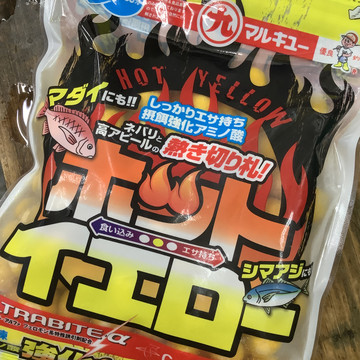 マルキュー
HOT YELLOW
マダイにも!!
しっかりエサ持ち
摂餌強化アミノ酸
ネバリと
高アピールの
熱き切り札!
ホット
食い込み
エサ持ち
イエロー
シマアジにも
TRABITE-α